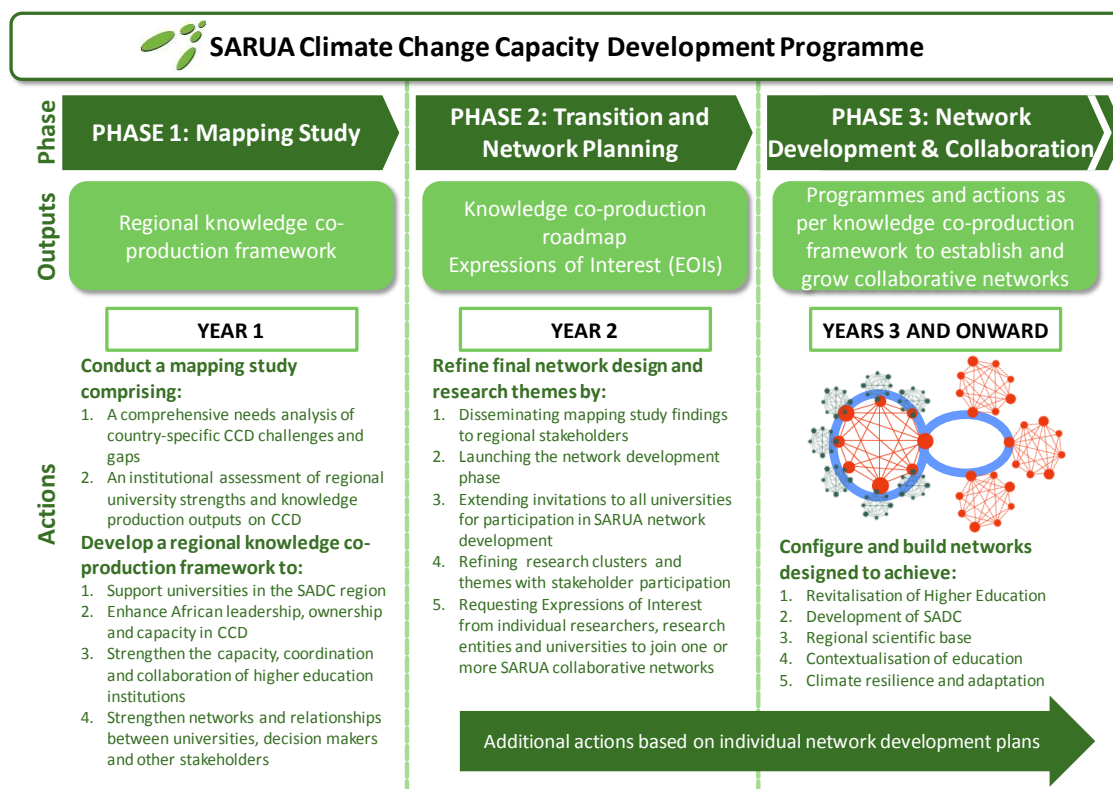 SARUA Climate Change Capacity Development Programme
Phase
PHASE 1: Mapping Study
PHASE 2: Transition and
Network Planning
PHASE 3: Network
Development & Collaboration
Outputs
Regional knowledge co-
production framework
Knowledge co-production
roadmap
Expressions of Interest (EOIs)
Programmes and actions as
per knowledge co-production
framework to establish and
grow collaborative networks
Actions
YEAR 1
Conduct a mapping study
comprising:
1. A comprehensive needs analysis of
country-specific CCD challenges and
gaps
2. An institutional assessment of regional
university strengths and knowledge
production outputs on CCD
Develop a regional knowledge co-
production framework to:
1. Support universities in the SADC region
2. Enhance African leadership, ownership
and capacity in CCD
3. Strengthen the capacity, coordination
and collaboration of higher education
institutions
4. Strengthen networks and relationships
between universities, decision makers
and other stakeholders
YEAR 2
Refine final network design and
research themes by:
1. Disseminating mapping study findings
to regional stakeholders
2. Launching the network development
phase
3. Extending invitations to all universities
for participation in SARUA network
development
4. Refining research clusters and
themes with stakeholder participation
5. Requesting Expressions of Interest
from individual researchers, research
entities and universities to join one or
more SARUA collaborative networks
YEARS 3 AND ONWARD
Configure and build networks
designed to achieve:
1. Revitalisation of Higher Education
2. Development of SADC
3. Regional scientific base
4. Contextualisation of education
5. Climate resilience and adaptation
Additional actions based on individual network development plans